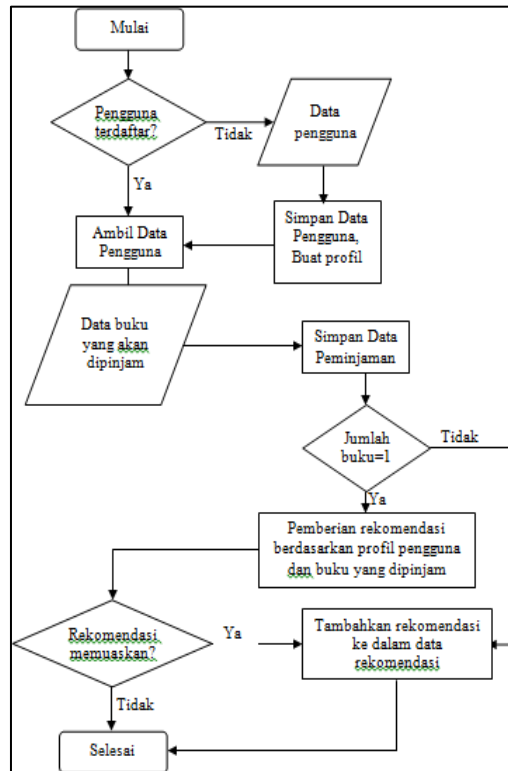 Mulai
Pengguna
terdaftar?
Tidak
Data
pengguna
Ya
Ambil Data
Pengguna
Simpan Data
Pengguna,
Buat profil
Data buku
yang akan
dipinjam
Simpan Data
Peminjaman
Jumlah
buku=1
Tidak
Ya
Pemberian rekomendasi
berdasarkan profil pengguna
dan buku yang dipinjam
Rekomendasi
memuaskan?
Ya
Tambahkan rekomendasi
ke dalam data
rekomendasi
Tidak
Selesai